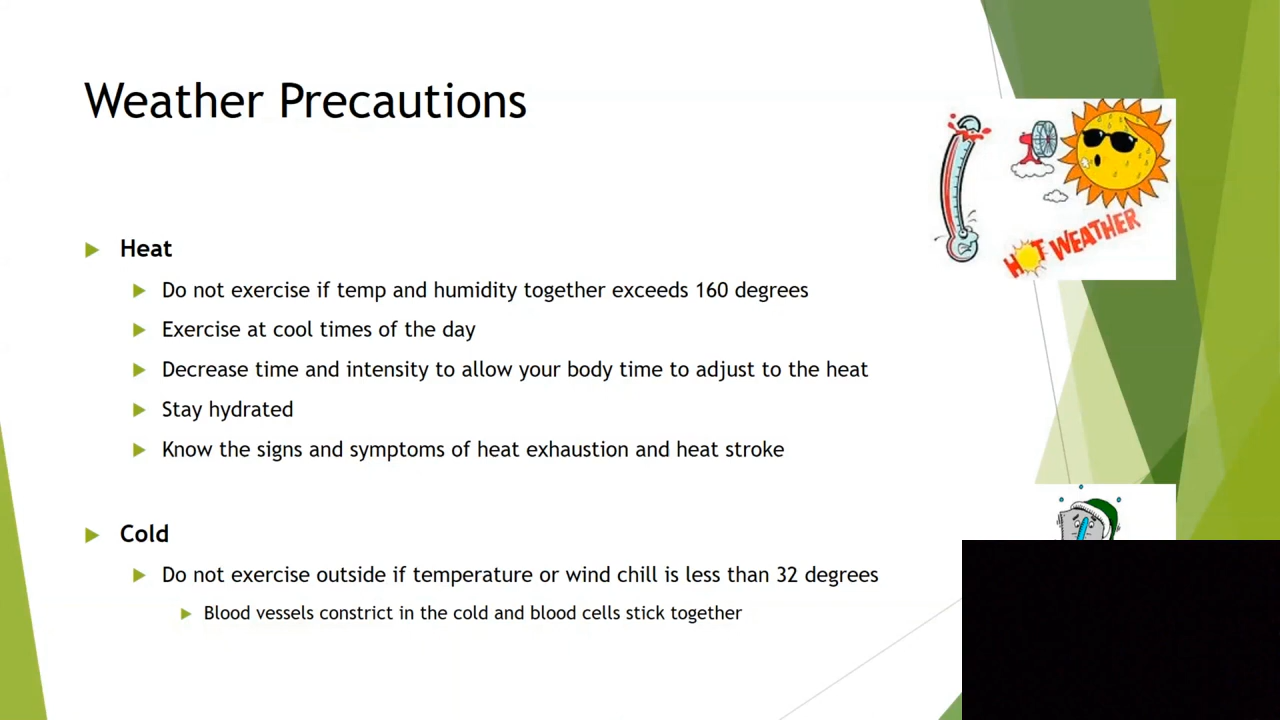 Weather Precautions
HOT WEATHER
Heat
Do not exercise if temp and humidity together exceeds 160 degrees
Exercise at cool times of the day
Decrease time and intensity to allow your body time to adjust to the heat
Stay hydrated
Know the signs and symptoms of heat exhaustion and heat stroke
Cold
Do not exercise outside if temperature or wind chill is less than 32 degrees
Blood vessels constrict in the cold and blood cells stick together